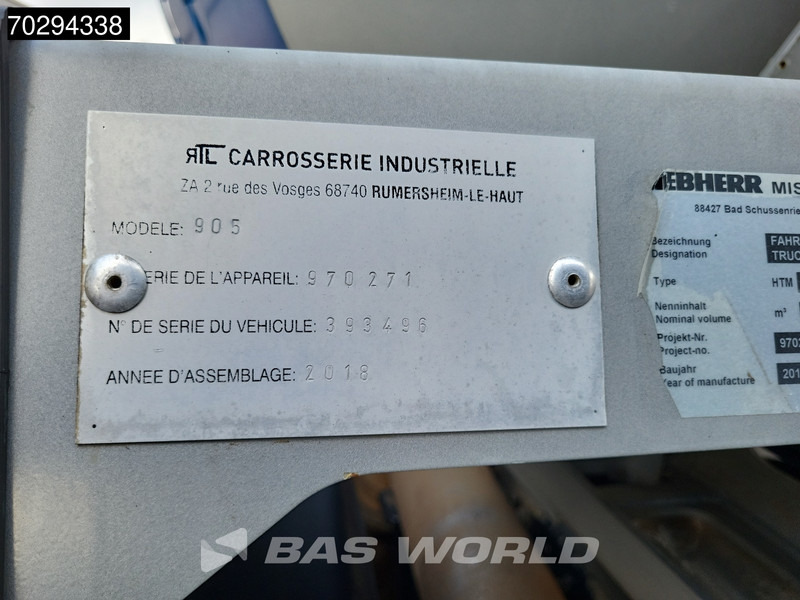 70294338
RTL CARROSSERIE INDUSTRIELLE
ZA 2 rue des Vosges 68740 RUMERSHEIM-LE-HAUT
MODELE: 905
ERIE DE L'APPAREIL: 970271
N° DE SERIE DU VEHICULE: 393496
ANNEE D'ASSEMBLAGE: 2018
EBHERR MIS
88427 Bad Schussenrie
Bezeichnung FAHR
Designation TRUC
Type HTM
Nenninhalt
Nominal volume m³
Projekt-Nr. 970
Project-no.
Baujahr 201
Year of manufacture
BAS WORLD